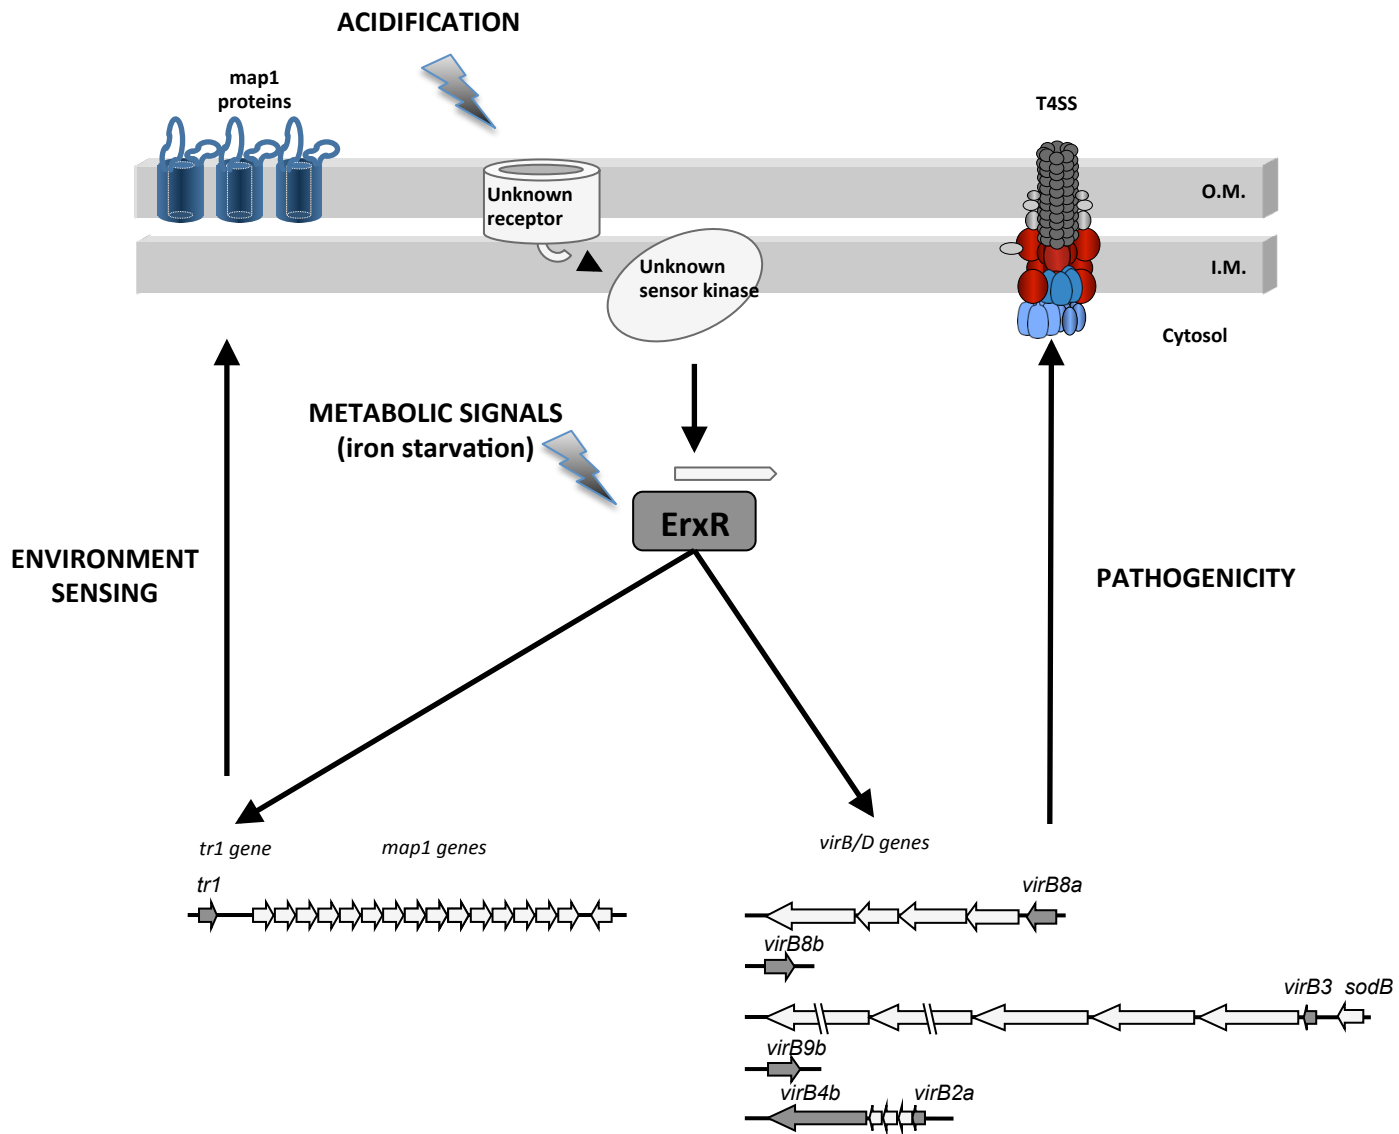 ACIDIFICATION
map1
proteins
T4SS
Unknown
receptor
O.M.
Unknown
sensor kinase
I.M.
Cytosol
METABOLIC SIGNALS
(iron starvation)
ErxR
ENVIRONMENT
SENSING
PATHOGENICITY
tr1 gene
map1 genes
virB/D genes
tr1
virB8a
virB8b
virB3
sodB
virB9b
virB4b
virB2a